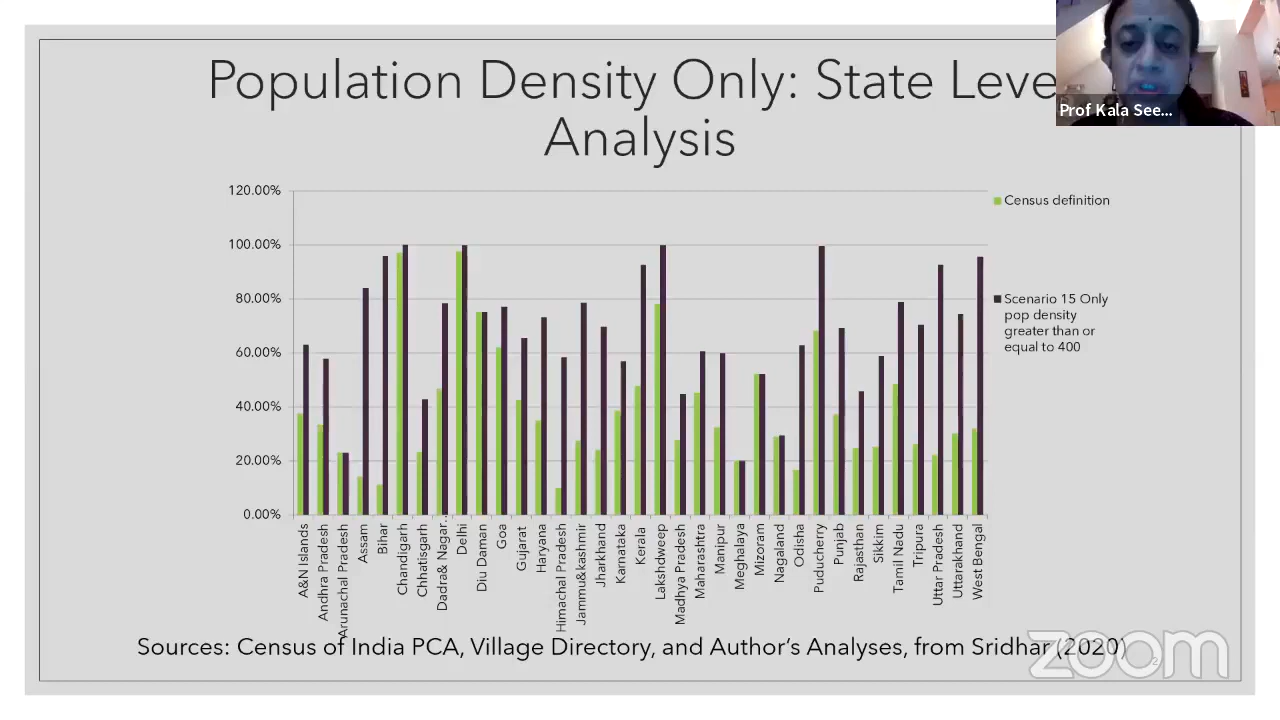 Population Density Only: State Leve
Analysis
Prof Kala See...
120.00%
100.00%
80.00%
60.00%
40.00%
20.00%
0.00%
Census definition
Scenario 15 Only
pop density
greater than or
equal to 400
A&N Islands
Andhra Pradesh
Arunachal Pradesh
Assam
Bihar
Chandigarh
Chhatisgarh
Dadra& Nagar...
Delhi
Diu Daman
Goa
Gujarat
Haryana
Himachal Pradesh
Jammu&kashmir
Jharkhand
Karnataka
Kerala
Lakshdweep
Madhya Pradesh
Maharashtra
Manipur
Meghalaya
Mizoram
Nagaland
Odisha
Puducherry
Punjab
Rajasthan
Sikkim
Tamil Nadu
Tripura
Uttar Pradesh
Uttarakhand
West Bengal
Sources: Census of India PCA, Village Directory, and Author's Analyses, from Sridhar (2020)
zoom